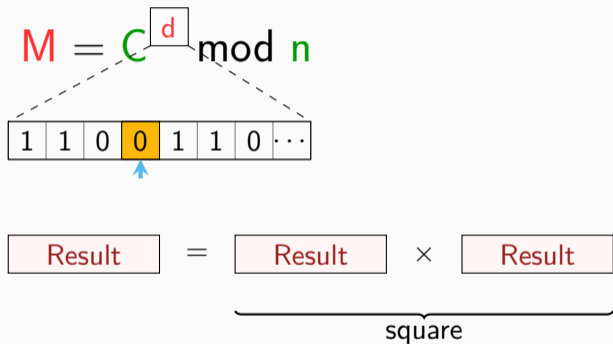 M = C^d mod n
1 1 0 0 1 1 0 ···
Result = Result × Result
square